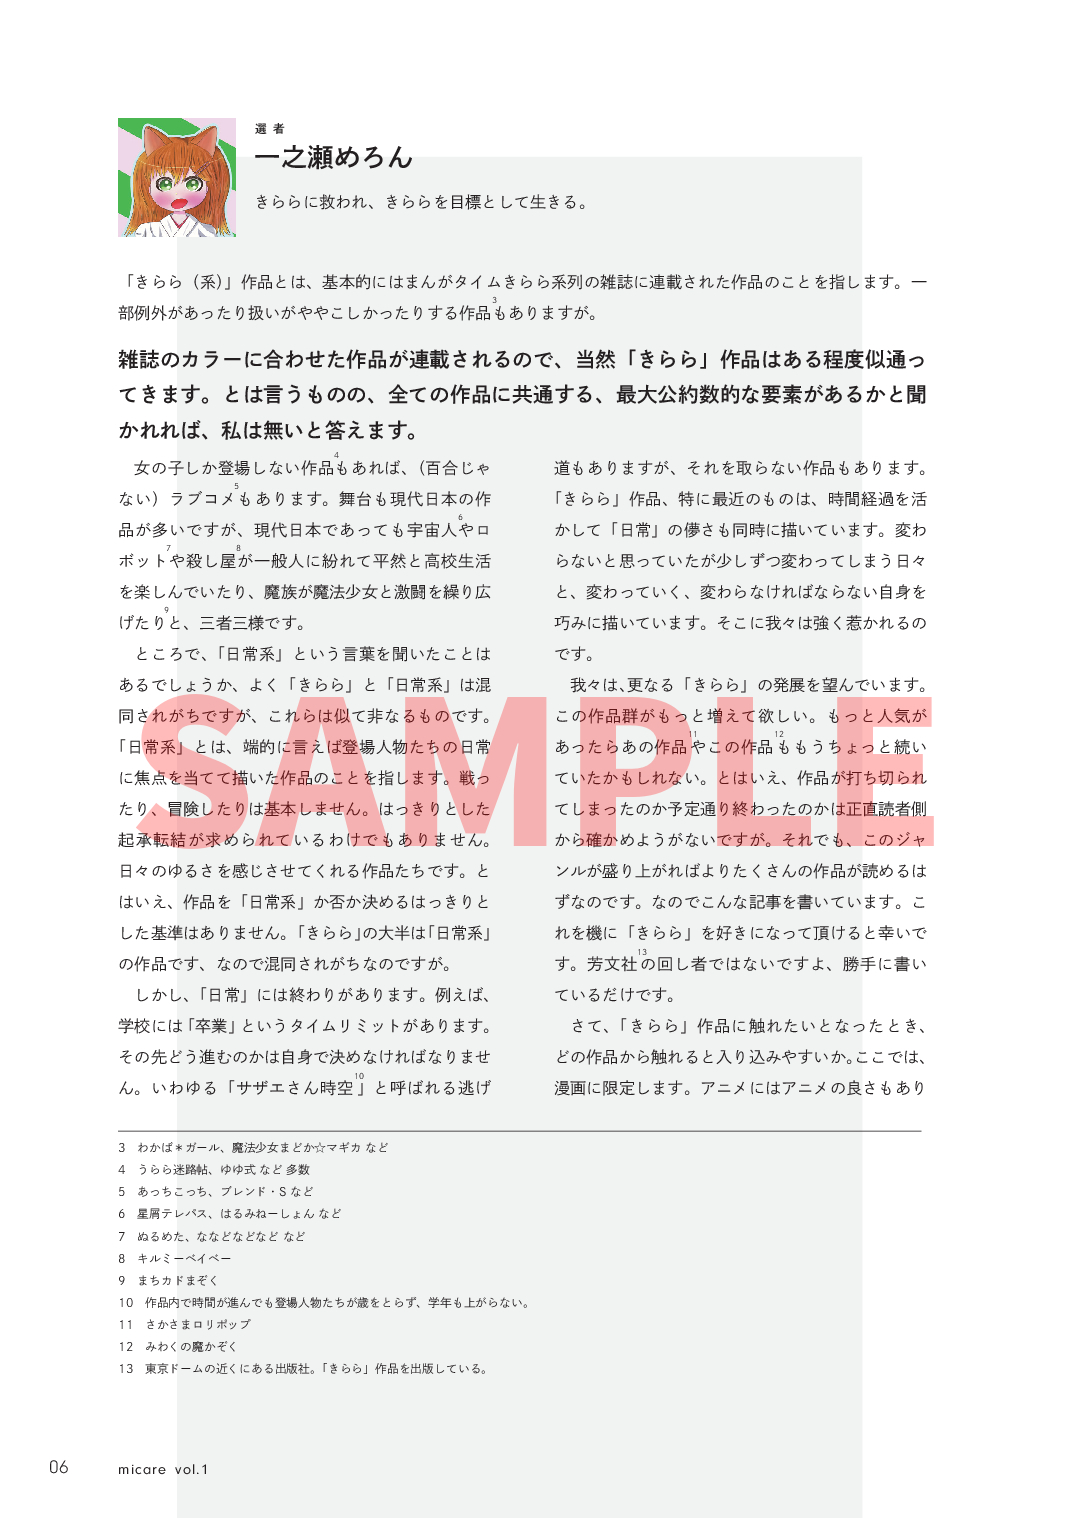 選者
一之瀬めろん
きららに救われ、きららを目標として生きる。
「きらら（系）」作品とは、基本的にはまんがタイムきらら系列の雑誌に連載された作品のことを指します。一
部例外があったり扱いがややこしかったりする作品3もありますが。
雑誌のカラーに合わせた作品が連載されるので、当然「きらら」作品はある程度似通っ
てきます。とは言うものの、全ての作品に共通する、最大公約数的な要素があるかと聞
かれれば、私は無いと答えます。
女の子しか登場しない作品4もあれば、（百合じゃ
ない）ラブコメ5もあります。舞台も現代日本の作
品が多いですが、現代日本であっても宇宙人6やロ
ボット7や殺し屋8が一般人に紛れて平然と高校生活
を楽しんでいたり、魔族が魔法少女と激闘を繰り広
げたり9と、三者三様です。
ところで、「日常系」という言葉を聞いたことは
あるでしょうか、よく「きらら」と「日常系」は混
同されがちですが、これらは似て非なるものです。
「日常系」とは、端的に言えば登場人物たちの日常
に焦点を当てて描いた作品のことを指します。戦っ
たり、冒険したりは基本しません。はっきりとした
起承転結が求められているわけでもありません。
日々のゆるさを感じさせてくれる作品たちです。と
はいえ、作品を「日常系」か否か決めるはっきりと
した基準はありません。「きらら」の大半は「日常系」
の作品です、なので混同されがちなのですが。
しかし、「日常」には終わりがあります。例えば、
学校には「卒業」というタイムリミットがあります。
その先どう進むのかは自身で決めなければなりませ
ん。いわゆる「サザエさん時空10」と呼ばれる逃げ
道もありますが、それを取らない作品もあります。
「きらら」作品、特に最近のものは、時間経過を活
かして「日常」の儚さも同時に描いています。変わ
らないと思っていたが少しずつ変わってしまう日々
と、変わっていく、変わらなければならない自身を
巧みに描いています。そこに我々は強く惹かれるの
です。
我々は、更なる「きらら」の発展を望んでいます。
この作品群がもっと増えて欲しい。もっと人気が
あったらあの作品11やこの作品12ももうちょっと続い
ていたかもしれない。とはいえ、作品が打ち切られ
てしまったのか予定通り終わったのかは正直読者側
から確かめようがないですが。それでも、このジャ
ンルが盛り上がればよりたくさんの作品が読めるは
ずなのです。なのでこんな記事を書いています。こ
れを機に「きらら」を好きになって頂けると幸いで
す。芳文社13の回し者ではないですよ、勝手に書い
ているだけです。
さて、「きらら」作品に触れたいとなったとき、
どの作品から触れると入り込みやすいか。ここでは、
漫画に限定します。アニメにはアニメの良さもあり
SAMPLE
3 わかば＊ガール、魔法少女まどか☆マギカ など
4 うらら迷路帖、ゆゆ式 など 多数
5 あっちこっち、ブレンド・S など
6 星屑テレパス、はるみねーしょん など
7 ぬるめた、ななどなどなど など
8 キルミーベイベー
9 まちカドまぞく
10 作品内で時間が進んでも登場人物たちが歳をとらず、学年も上がらない。
11 さかさまロリポップ
12 みわくの魔かぞく
13 東京ドームの近くにある出版社。「きらら」作品を出版している。
06 micare vol.1